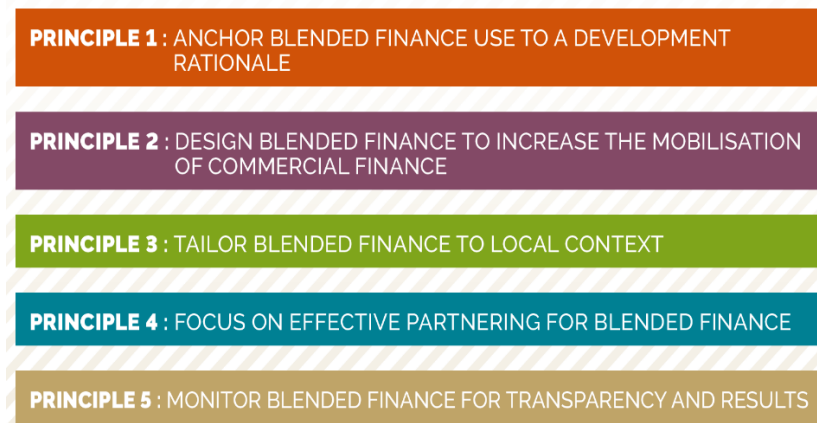 PRINCIPLE 1 : ANCHOR BLENDED FINANCE USE TO A DEVELOPMENT
RATIONALE
PRINCIPLE 2 : DESIGN BLENDED FINANCE TO INCREASE THE MOBILISATION
OF COMMERCIAL FINANCE
PRINCIPLE 3 : TAILOR BLENDED FINANCE TO LOCAL CONTEXT
PRINCIPLE 4 : FOCUS ON EFFECTIVE PARTNERING FOR BLENDED FINANCE
PRINCIPLE 5 : MONITOR BLENDED FINANCE FOR TRANSPARENCY AND RESULTS